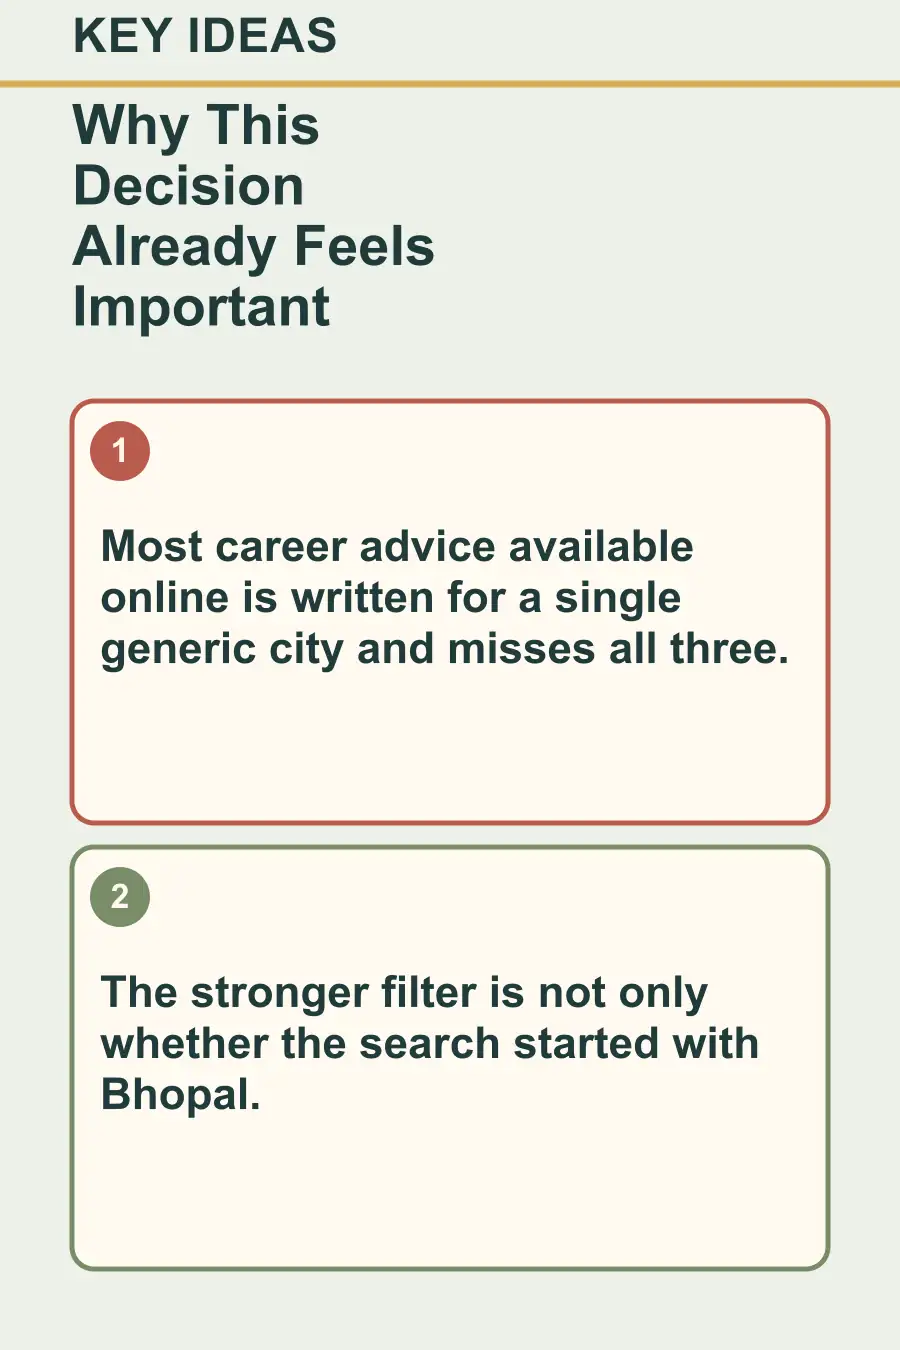 KEY IDEAS
Why This
Decision
Already Feels
Important
1
Most career advice available
online is written for a single
generic city and misses all three.
2
The stronger filter is not only
whether the search started with
Bhopal.